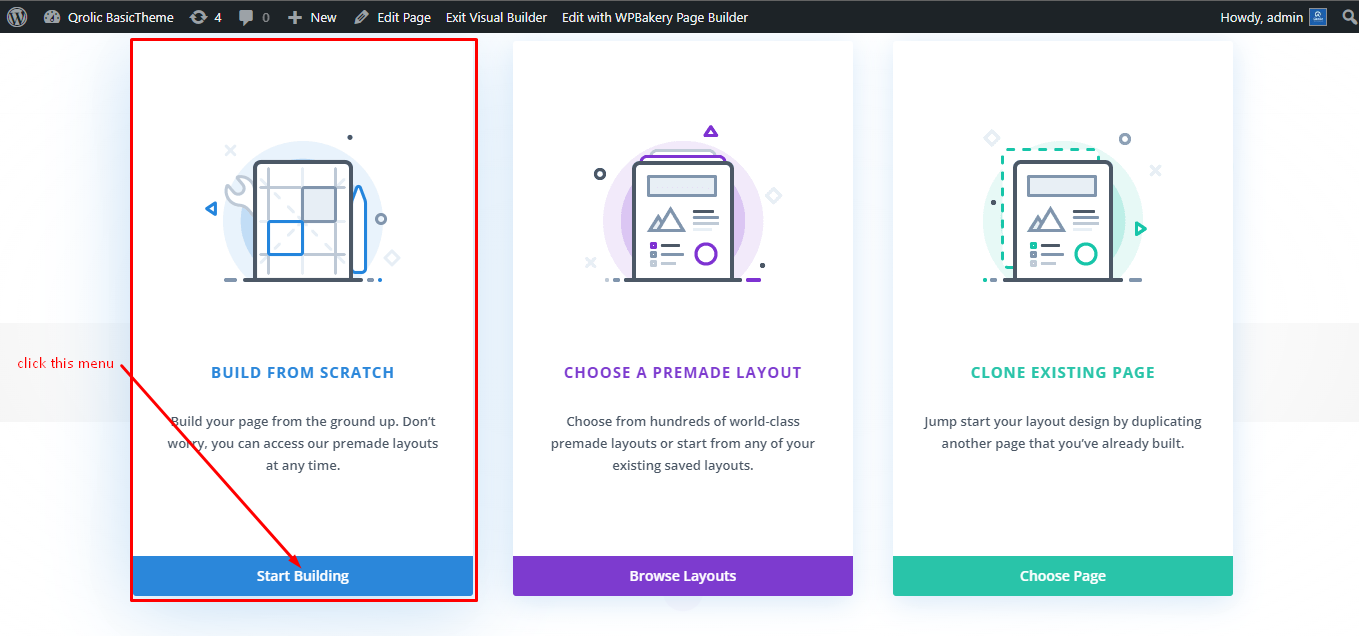 Qrolic BasicTheme 4 0 New Edit Page Exit Visual Builder Edit with WPBakery Page Builder Howdy, admin
click this menu
BUILD FROM SCRATCH
Build your page from the ground up. Don't
worry, you can access our premade layouts
at any time.
Start Building
CHOOSE A PREMADE LAYOUT
Choose from hundreds of world-class
premade layouts or start from any of your
existing saved layouts.
Browse Layouts
CLONE EXISTING PAGE
Jump start your layout design by duplicating
another page that you've already built.
Choose Page